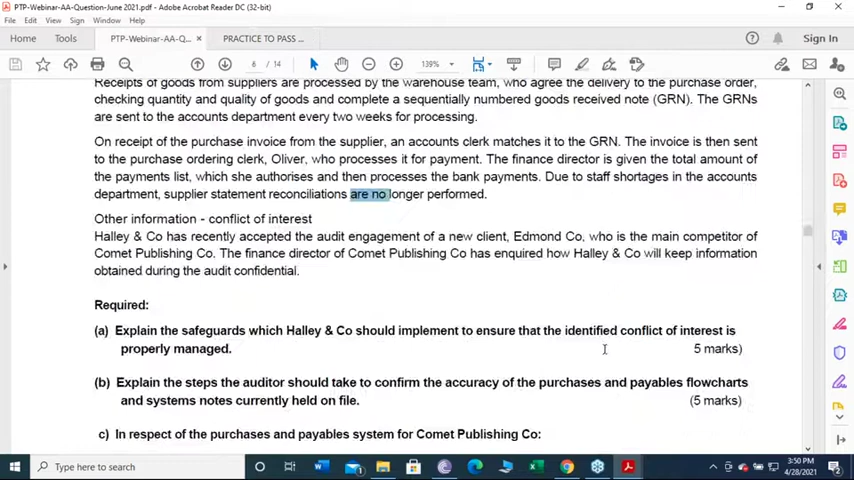 PTP-Webinar-AA-Question-June 2021.pdf - Adobe Acrobat Reader DC (32-bit)
File Edit View Sign Window Help
Home Tools PTP-Webinar-AA-Q... × PRACTICE TO PASS ... Sign In
6 / 14 139%
Receipts of goods from suppliers are processed by the warehouse team, who agree the delivery to the purchase order,
checking quantity and quality of goods and complete a sequentially numbered goods received note (GRN). The GRNs
are sent to the accounts department every two weeks for processing.
On receipt of the purchase invoice from the supplier, an accounts clerk matches it to the GRN. The invoice is then sent
to the purchase ordering clerk, Oliver, who processes it for payment. The finance director is given the total amount of
the payments list, which she authorises and then processes the bank payments. Due to staff shortages in the accounts
department, supplier statement reconciliations are no longer performed.
Other information - conflict of interest
Halley & Co has recently accepted the audit engagement of a new client, Edmond Co, who is the main competitor of
Comet Publishing Co. The finance director of Comet Publishing Co has enquired how Halley & Co will keep information
obtained during the audit confidential.
Required:
(a) Explain the safeguards which Halley & Co should implement to ensure that the identified conflict of interest is
properly managed. 5 marks)
(b) Explain the steps the auditor should take to confirm the accuracy of the purchases and payables flowcharts
and systems notes currently held on file. (5 marks)
c) In respect of the purchases and payables system for Comet Publishing Co:
Type here to search
3:50 PM
4/28/2021